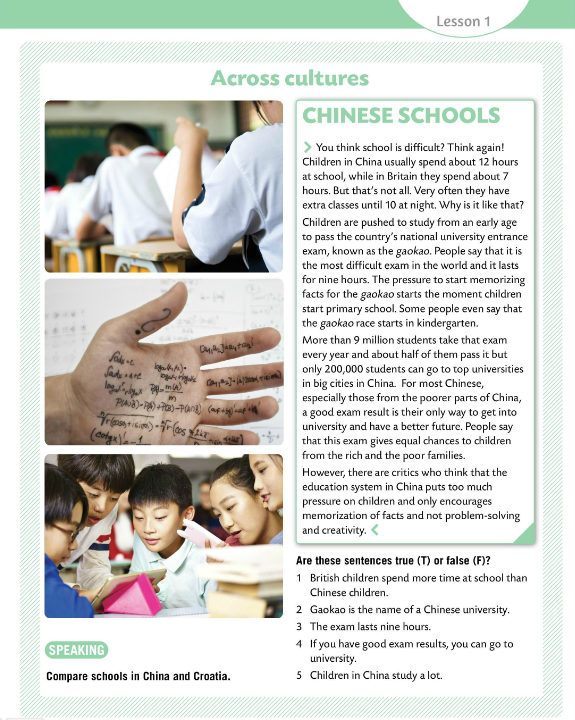 Lesson 1
Across cultures
CHINESE SCHOOLS
You think school is difficult? Think again!
Children in China usually spend about 12 hours
at school, while in Britain they spend about 7
hours. But that's not all. Very often they have
extra classes until 10 at night. Why is it like that?
Children are pushed to study from an early age
to pass the country's national university entrance
exam, known as the gaokao. People say that it is
the most difficult exam in the world and it lasts
for nine hours. The pressure to start memorizing
facts for the gaokao starts the moment children
start primary school. Some people even say that
the gaokao race starts in kindergarten.
More than 9 million students take that exam
every year and about half of them pass it but
only 200,000 students can go to top universities
in big cities in China. For most Chinese,
especially those from the poorer parts of China,
a good exam result is their only way to get into
university and have a better future. People say
that this exam gives equal chances to children
from the rich and the poor families.
However, there are critics who think that the
education system in China puts too much
pressure on children and only encourages
memorization of facts and not problem-solving
and creativity.
Are these sentences true (T) or false (F)?
1 British children spend more time at school than
Chinese children.
2 Gaokao is the name of a Chinese university.
3 The exam lasts nine hours.
4 If you have good exam results, you can go to
university.
5 Children in China study a lot.
SPEAKING
Compare schools in China and Croatia.